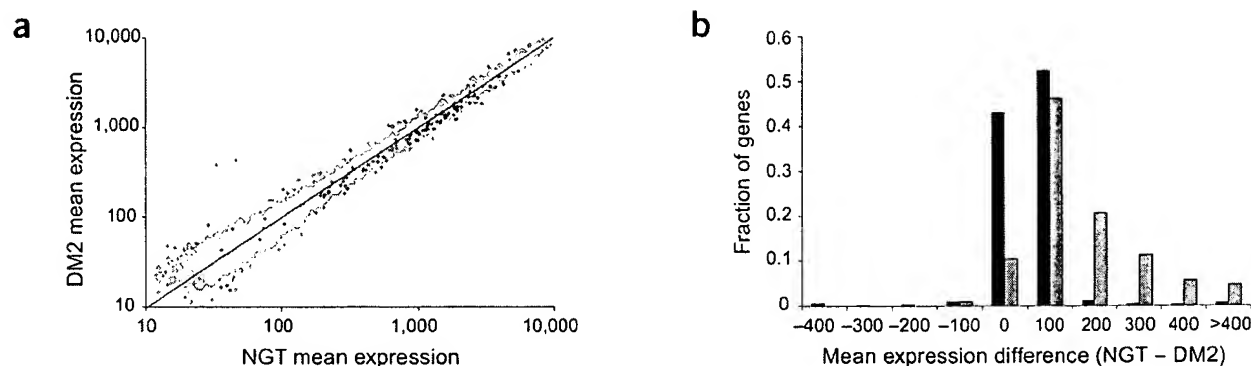 a
10,000
1,000
100
10
DM2 mean expression
10 100 1,000 10,000
NGT mean expression
b
0.6
0.5
0.4
0.3
0.2
0.1
0
Fraction of genes
–400 –300 –200 –100 0 100 200 300 400 >400
Mean expression difference (NGT – DM2)